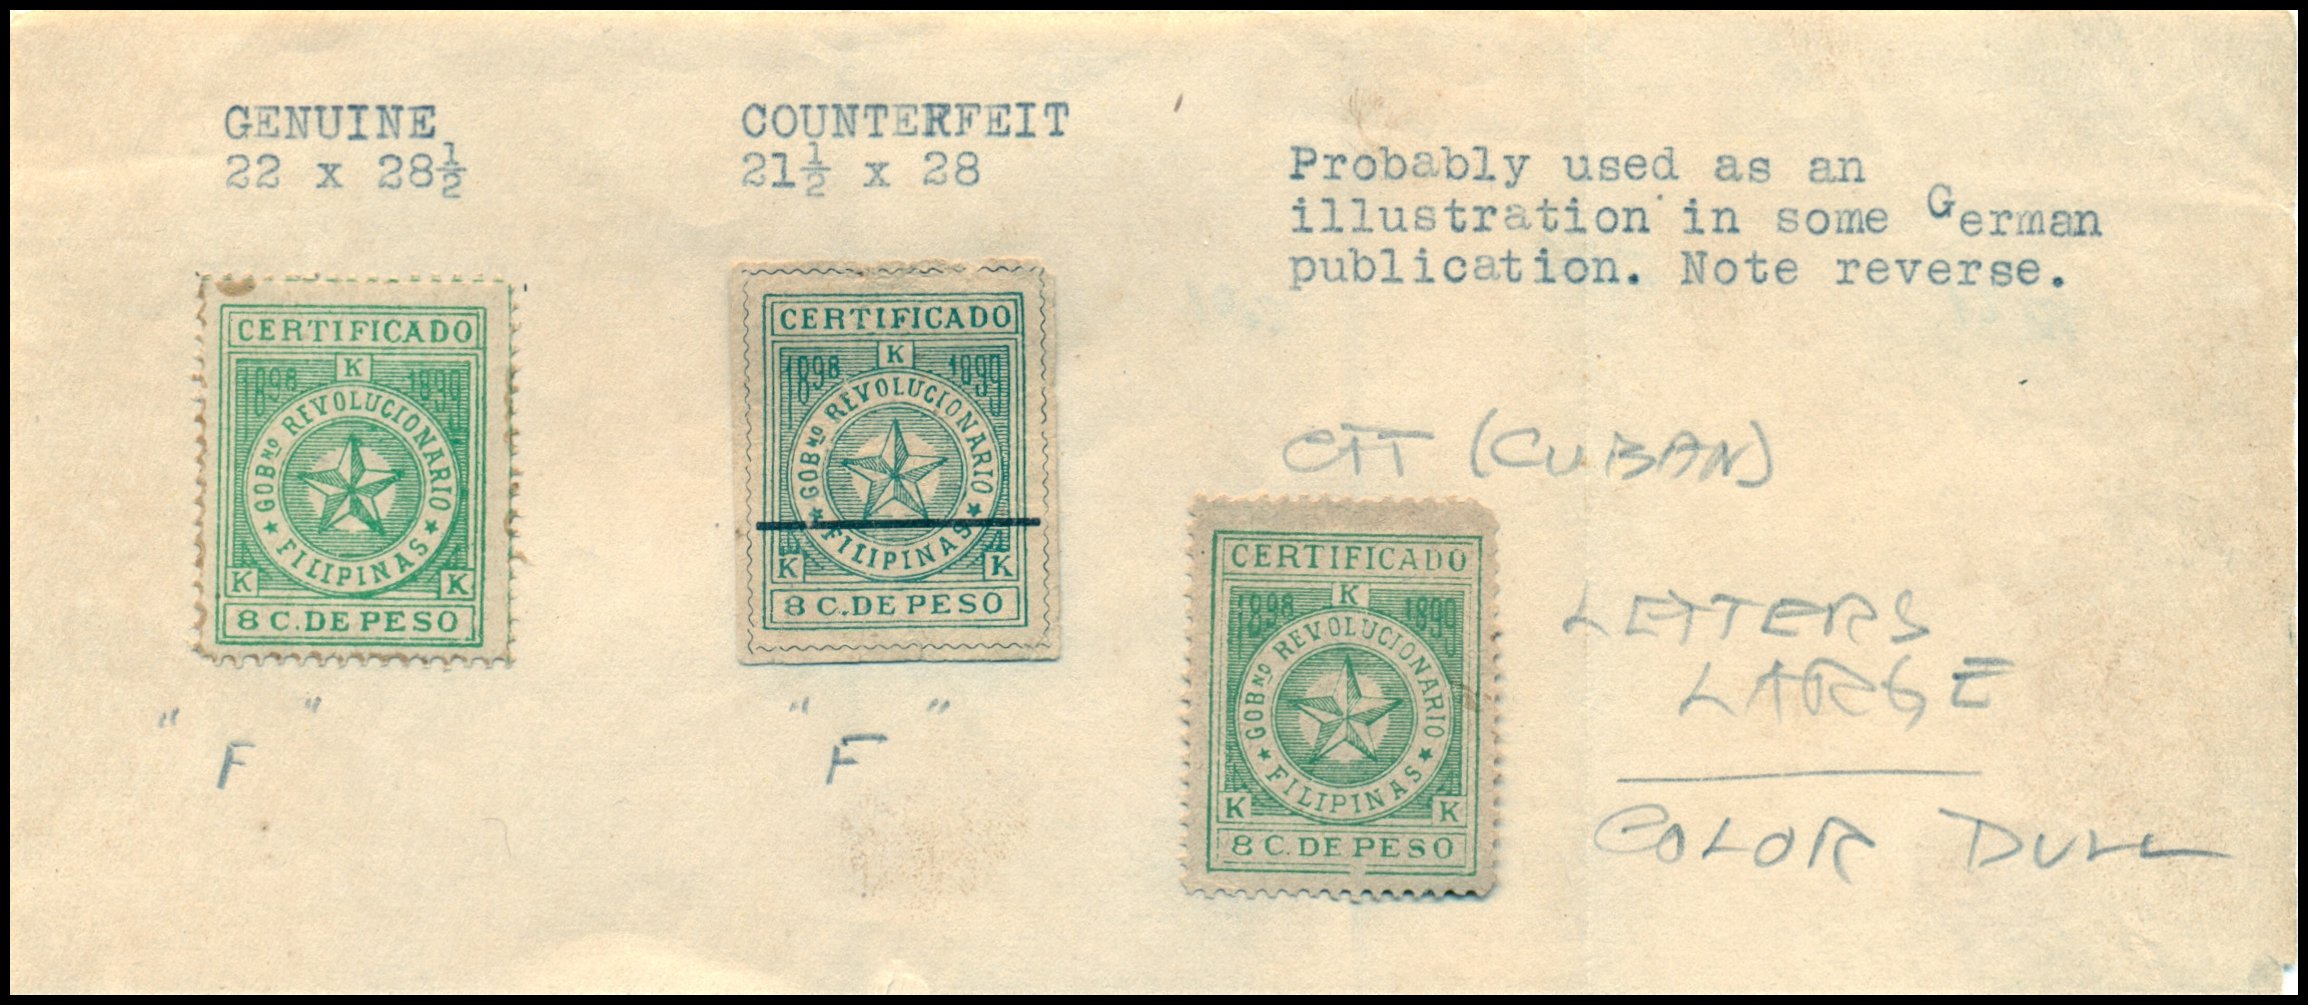 GENUINE
22 x 28½
COUNTERFEIT
21½ x 28
Probably used as an
illustration in some German
publication. Note reverse.
CERTIFICADO
K
1898 1899
GOBNO REVOLUCIONARIO
★ FILIPINAS ★
K K
8 C. DE PESO
" "
F
CERTIFICADO
K
1898 1899
GOBNO REVOLUCIONARIO
★ FILIPINAS ★
K K
8 C. DE PESO
" "
F
(CUBAN)
CERTIFICADO
K
1898 1899
GOBNO REVOLUCIONARIO
★ FILIPINAS ★
K K
8 C. DE PESO
LETTERS
LARGE
COLOR DULL